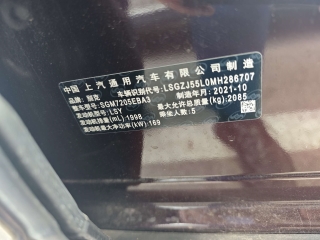 中国 上汽通用汽车有限公司 制造
品牌: 别克 车辆识别代号: LSGZJ55L0MH286707
整车型号: SGM7205EBA3 制造年月: 2021-10
发动机型号: LSY 最大允许总质量(kg): 2085
发动机排量(mL): 1998 乘坐人数: 5
发动机最大净功率(kW): 169